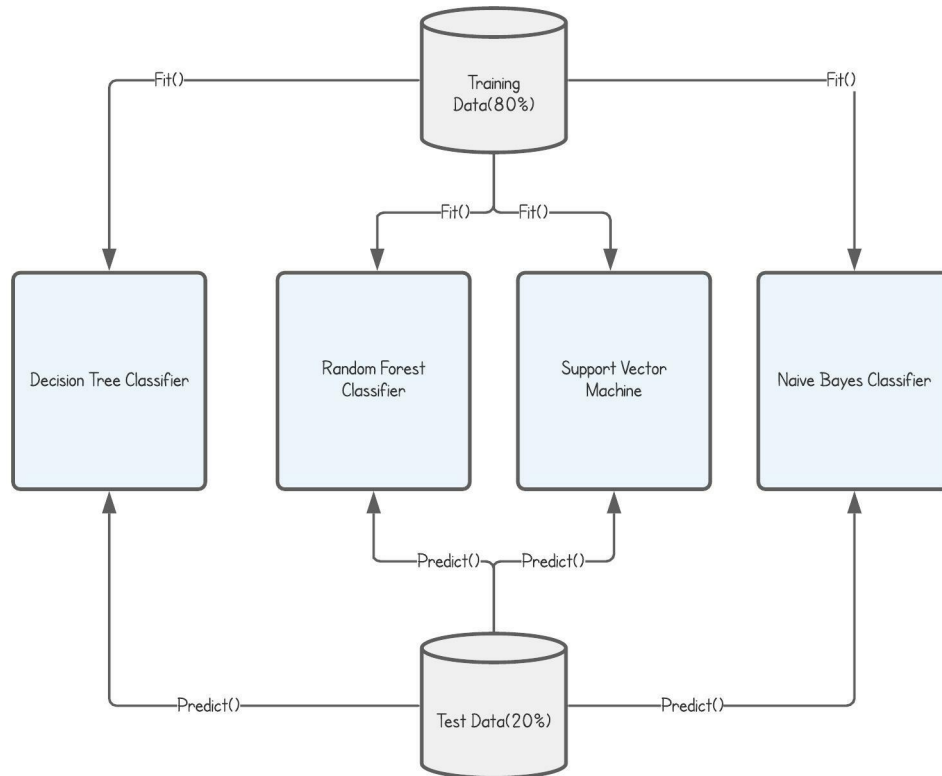 Training
Data(80%)
Fit()
Fit()
Fit()
Fit()
Decision Tree Classifier
Random Forest
Classifier
Support Vector
Machine
Naive Bayes Classifier
Predict()
Predict()
Predict()
Predict()
Test Data(20%)